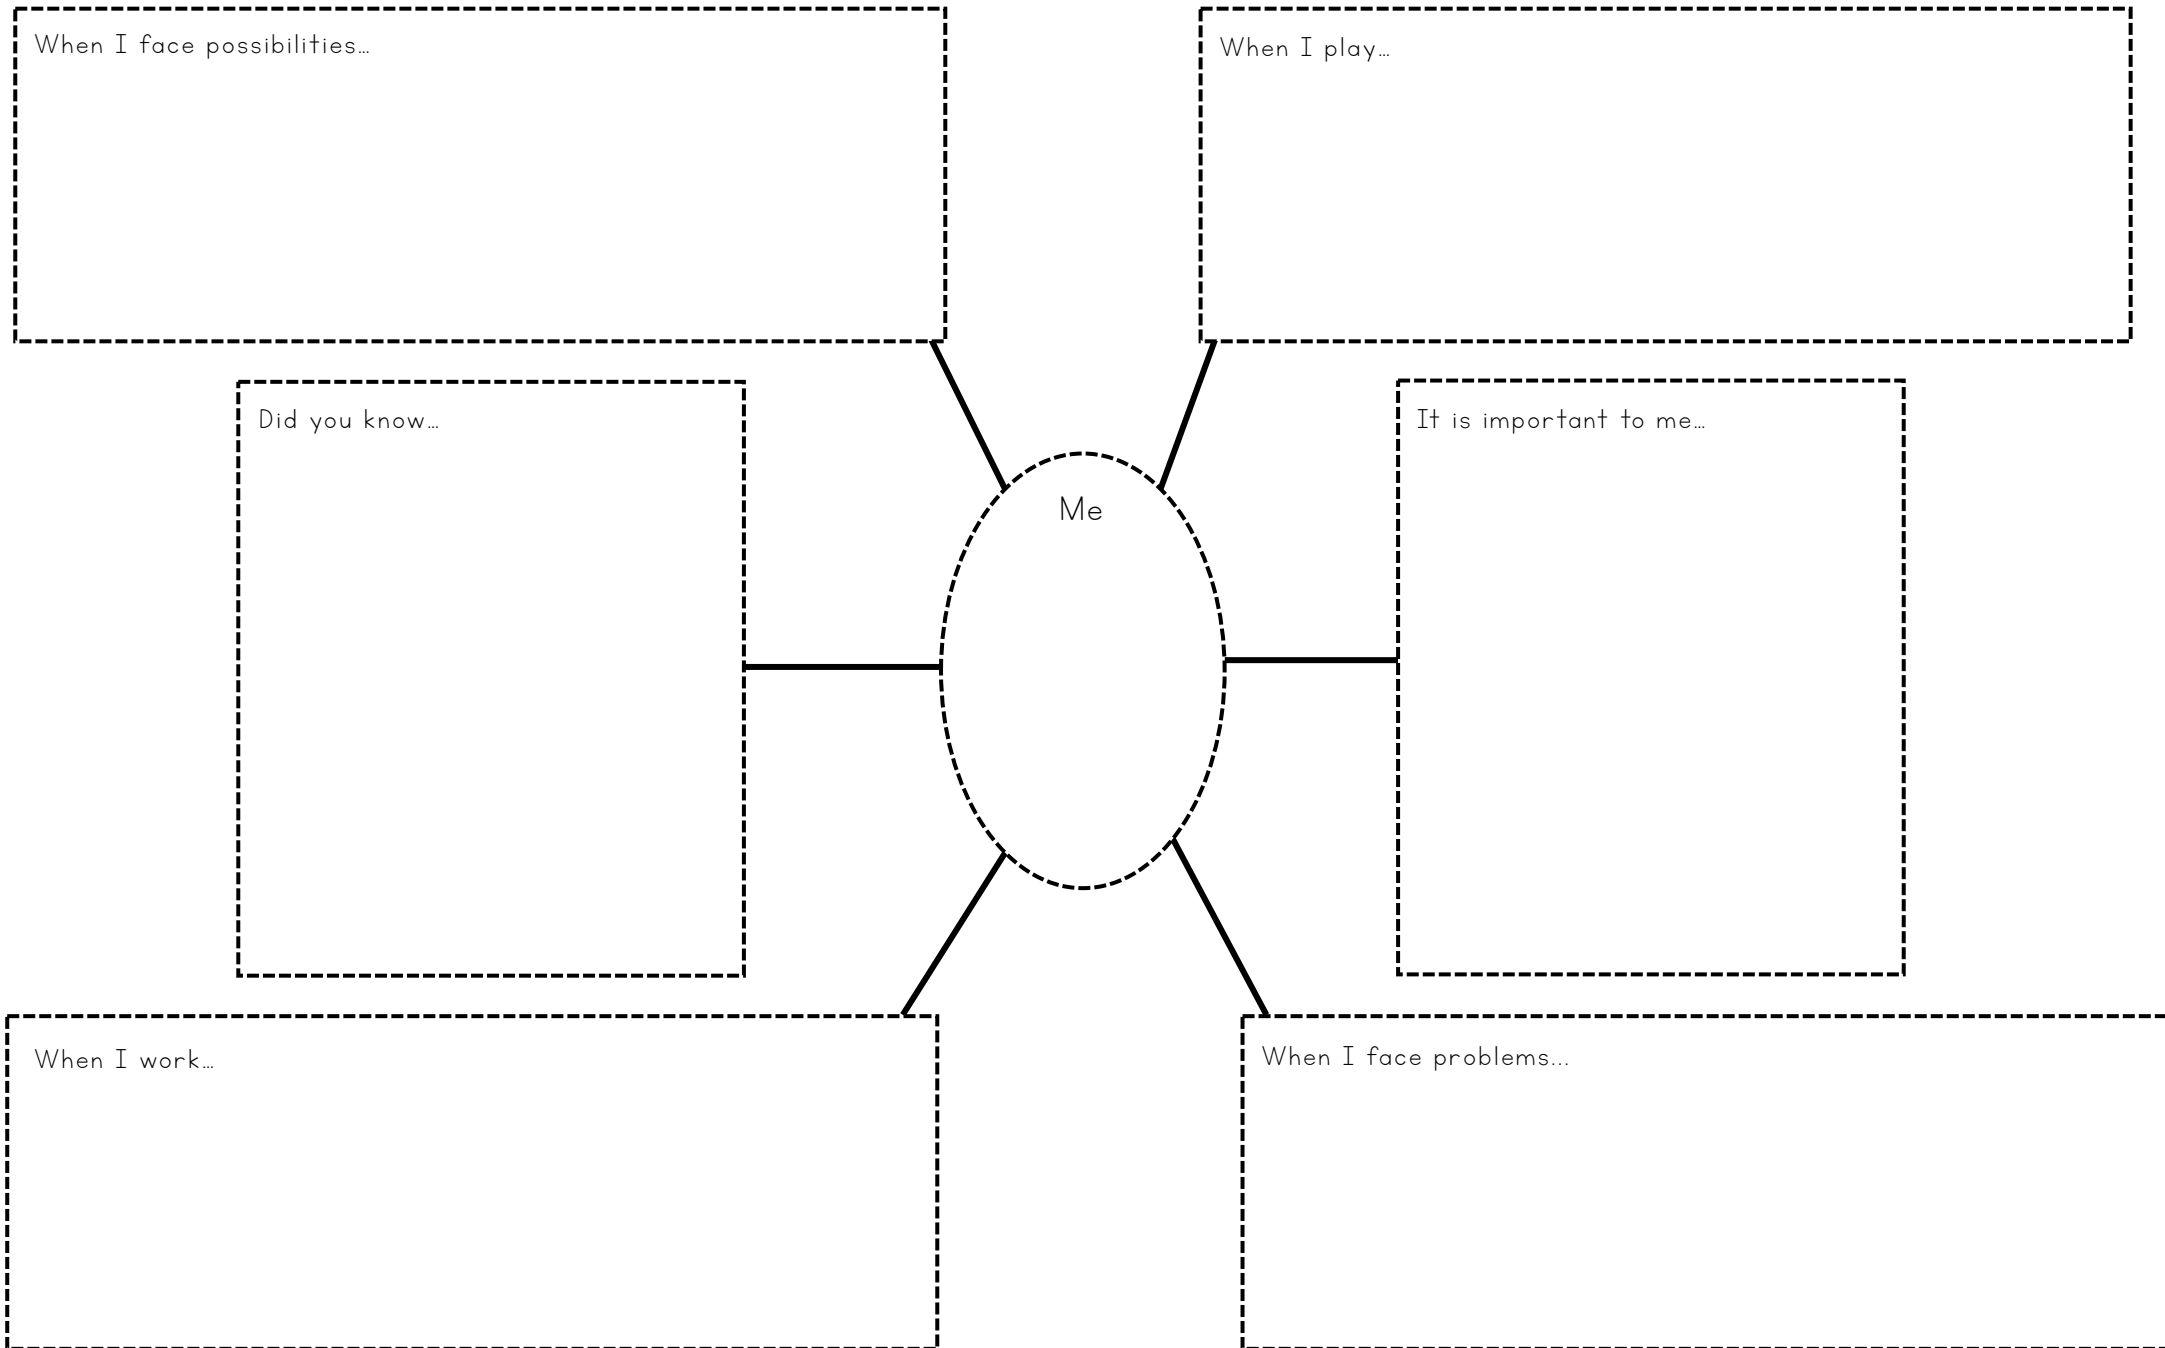 When I face possibilities…
When I play…
Did you know…
It is important to me…
Me
When I work…
When I face problems...